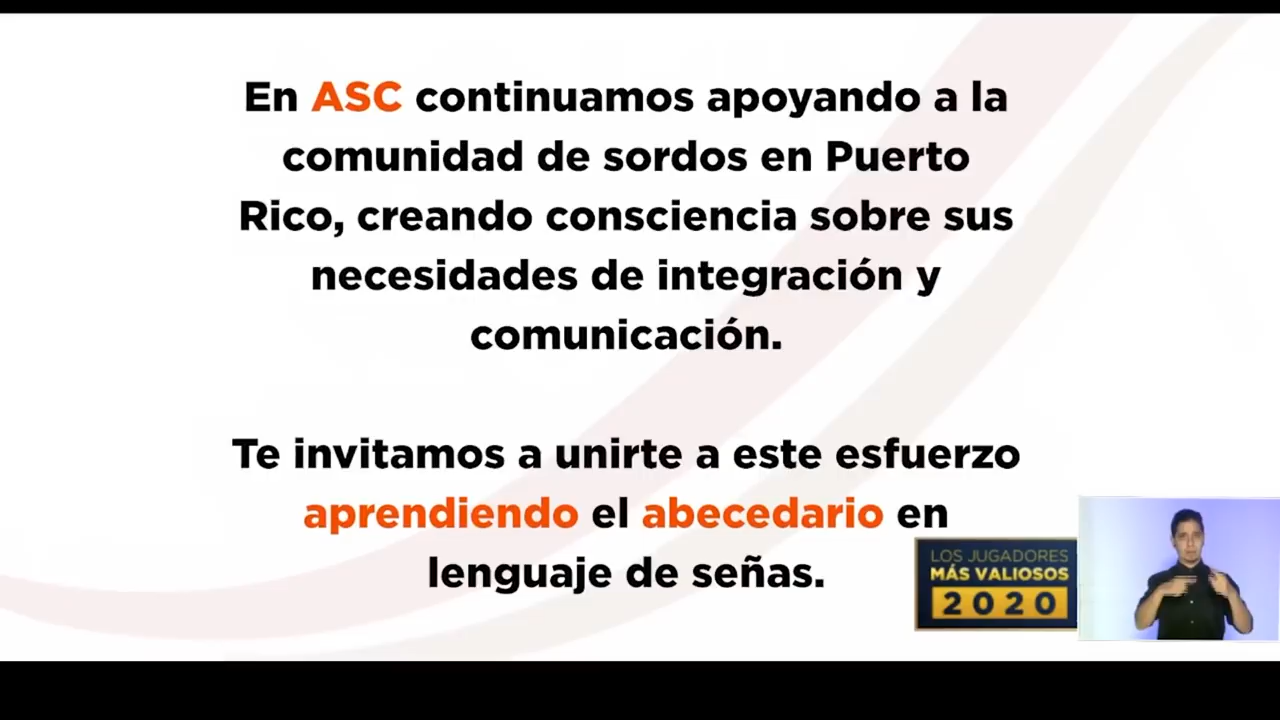 En ASC continuamos apoyando a la
comunidad de sordos en Puerto
Rico, creando consciencia sobre sus
necesidades de integración y
comunicación.
Te invitamos a unirte a este esfuerzo
aprendiendo el abecedario en
lenguaje de señas.
LOS JUGADORES
MÁS VALIOSOS
2020